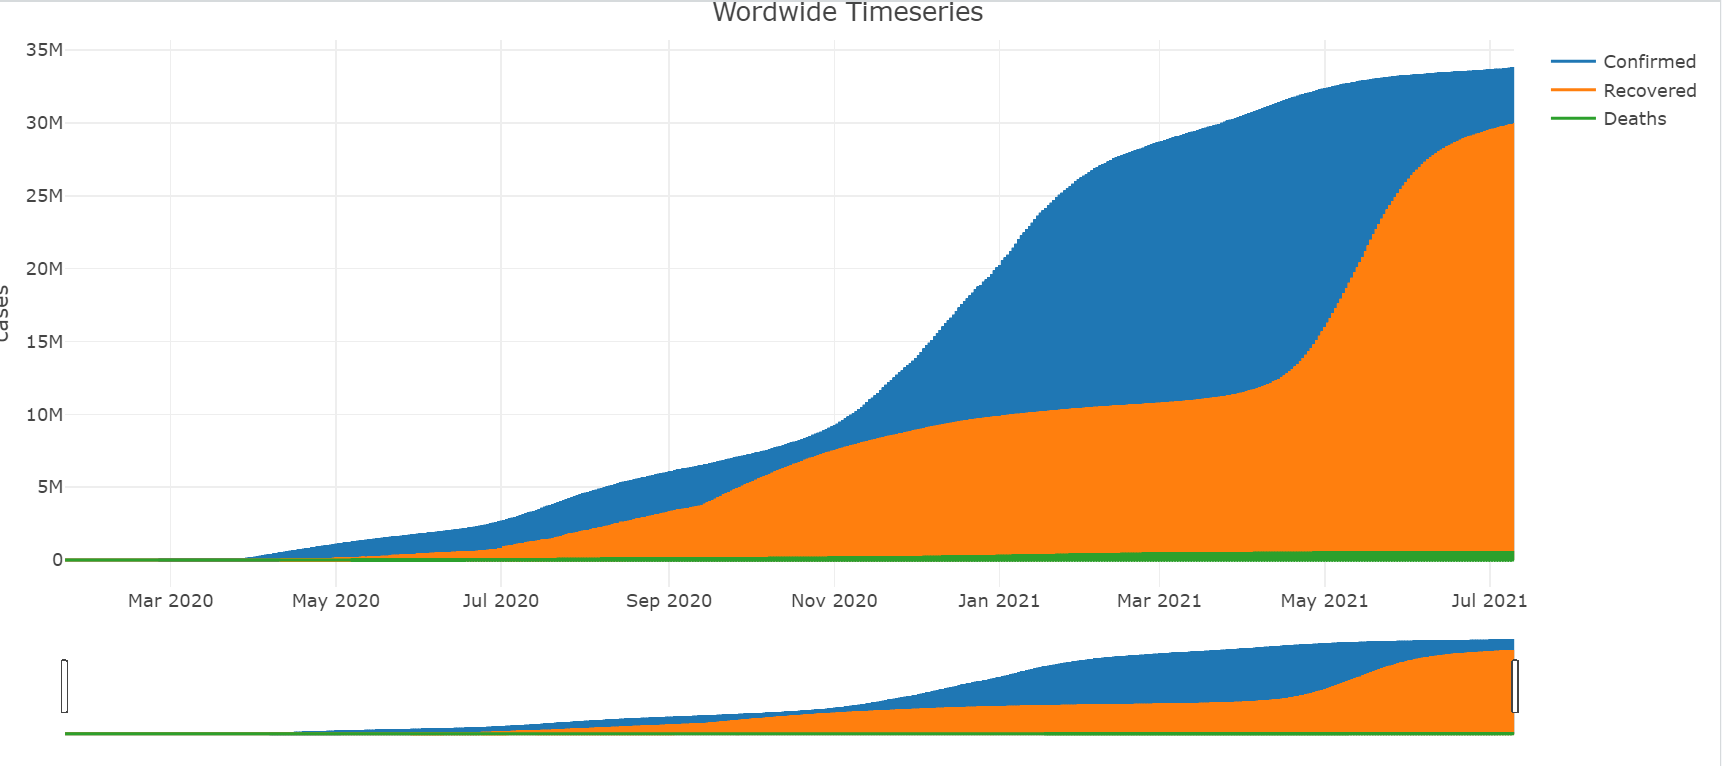 Wordwide Timeseries
35M
30M
25M
20M
15M
10M
5M
0
cases
Mar 2020
May 2020
Jul 2020
Sep 2020
Nov 2020
Jan 2021
Mar 2021
May 2021
Jul 2021
Confirmed
Recovered
Deaths